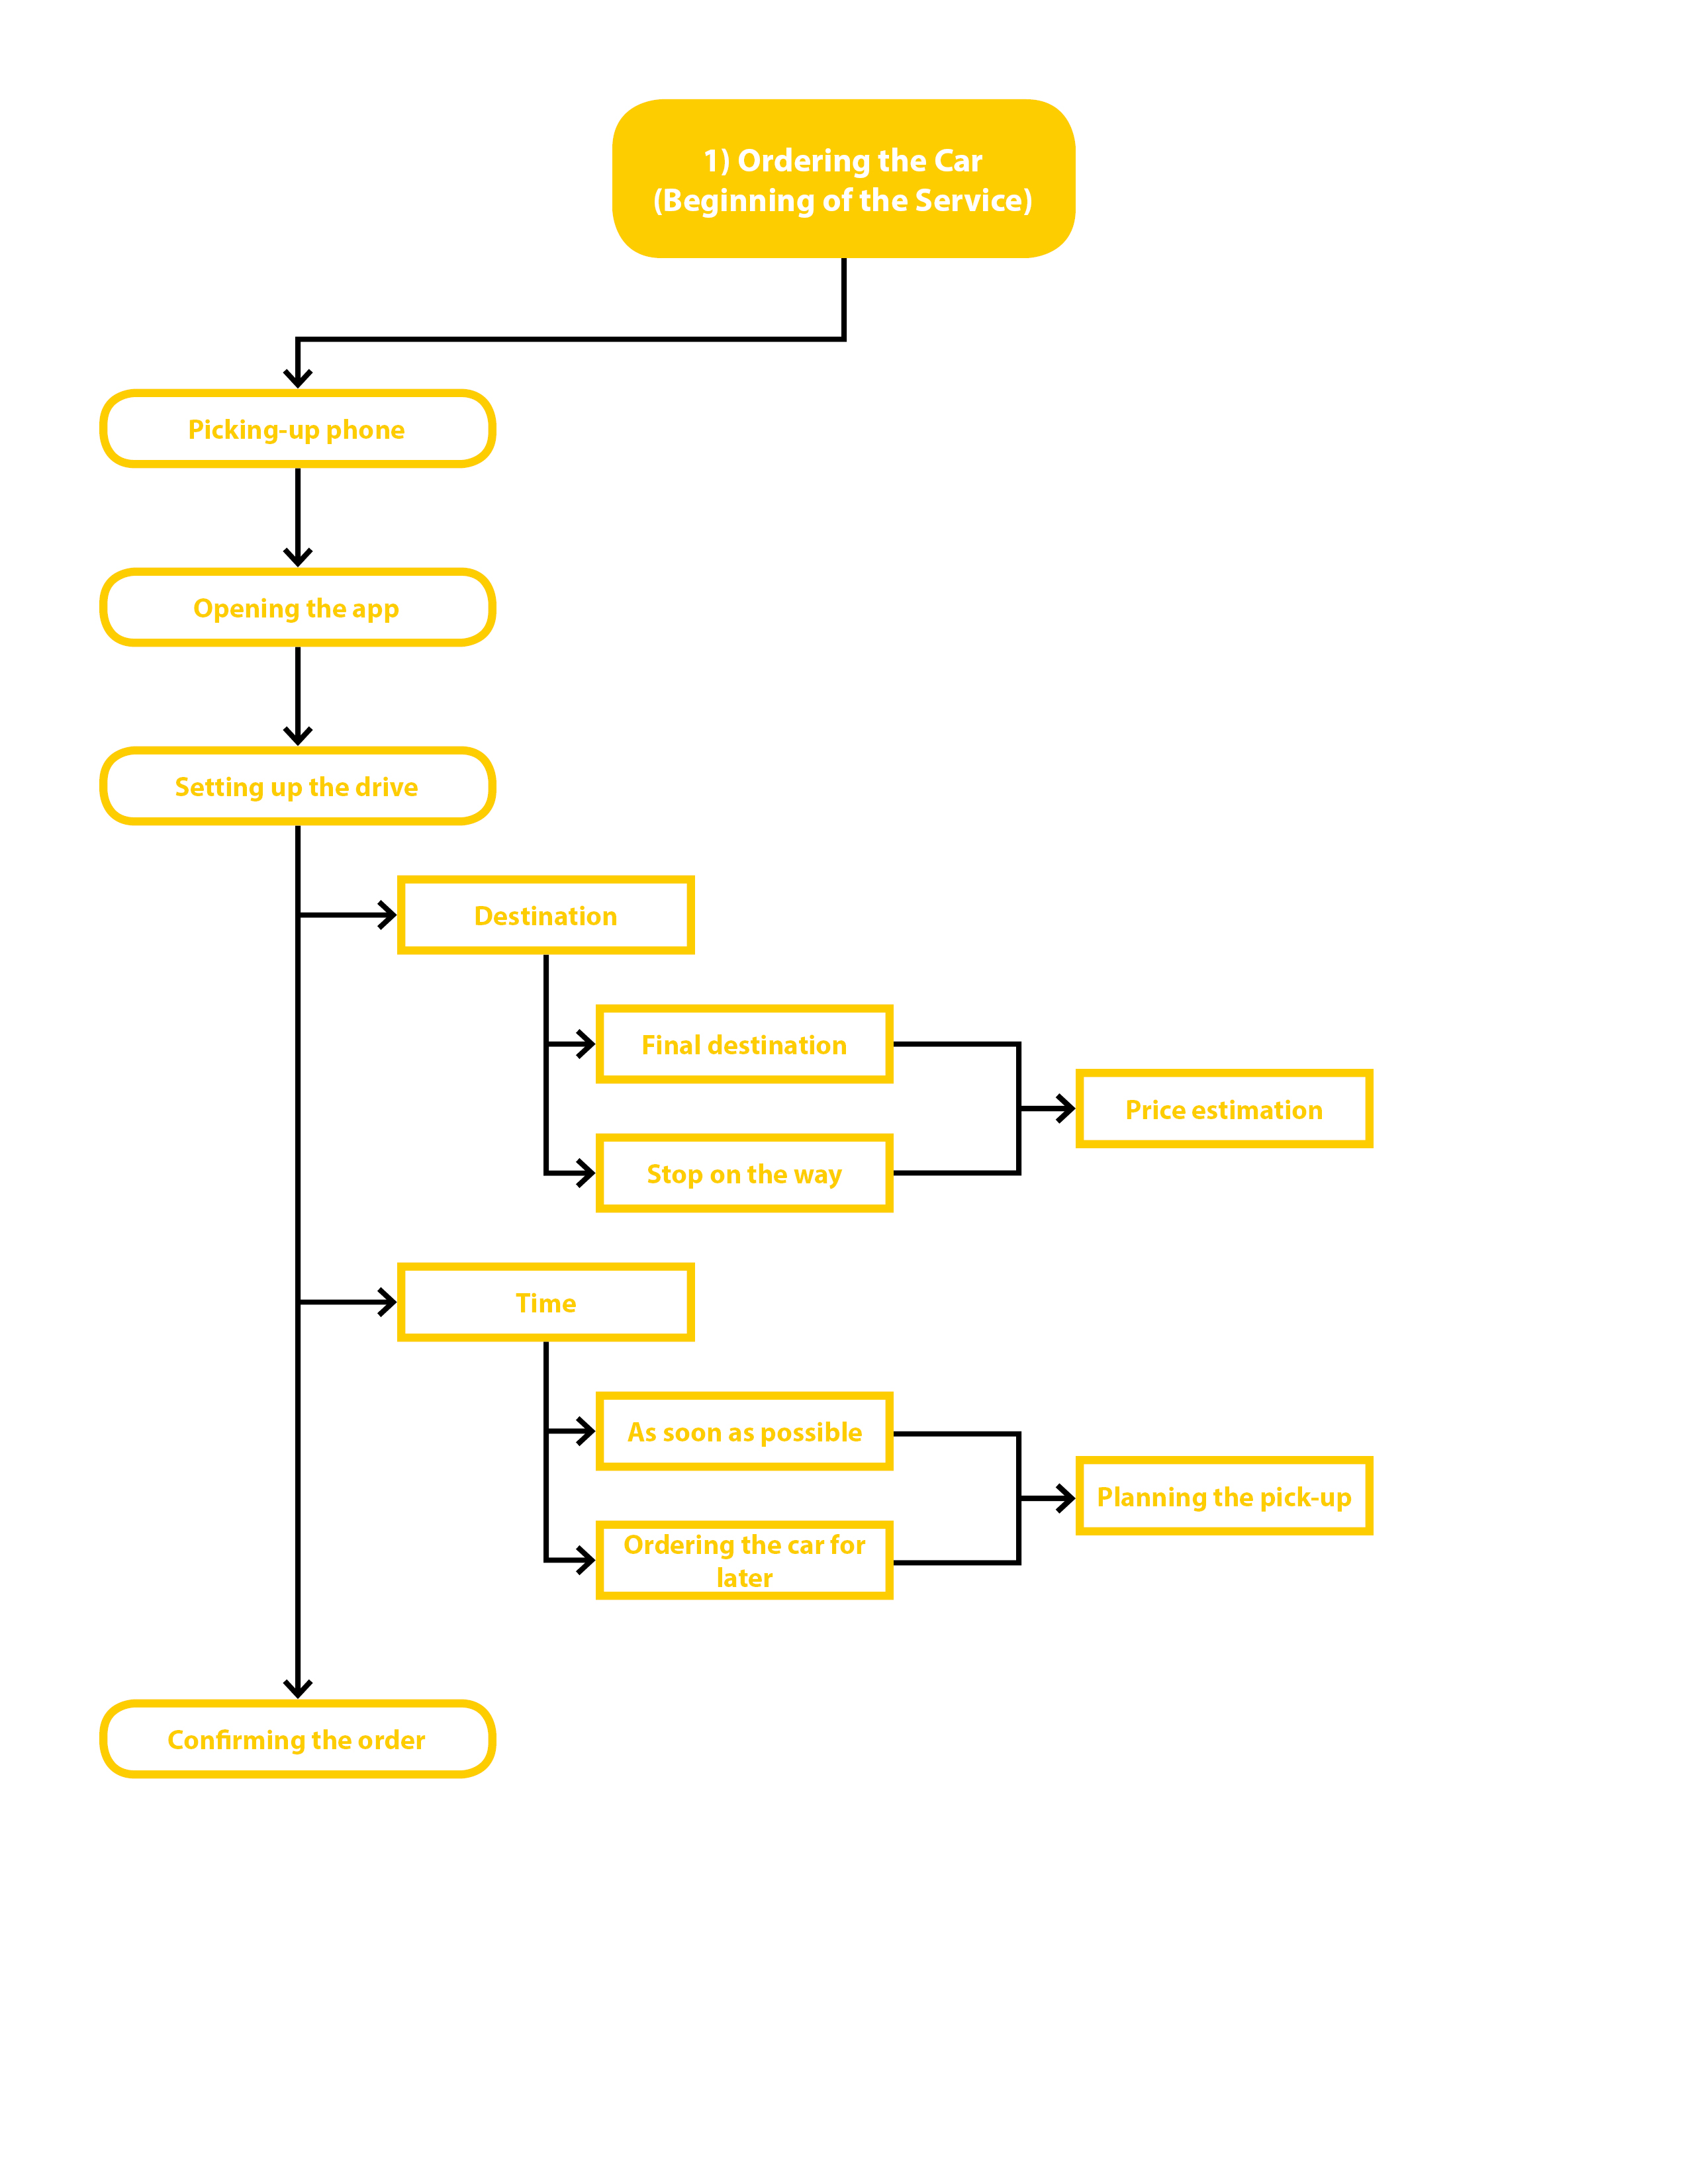 1) Ordering the Car
(Beginning of the Service)
Picking-up phone
Opening the app
Setting up the drive
Destination
Final destination
Price estimation
Stop on the way
Time
As soon as possible
Planning the pick-up
Ordering the car for
later
Confirming the order